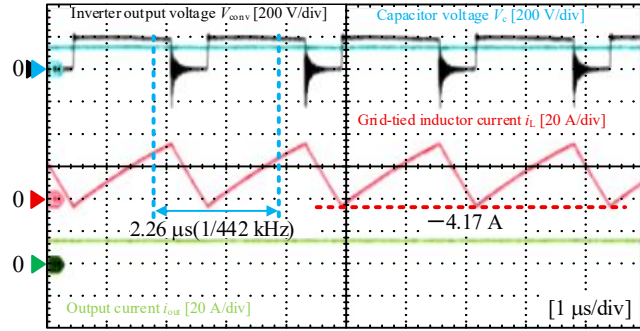 Inverter output voltage Vconv [200 V/div]
Capacitor voltage Vc [200 V/div]
0
Grid-tied inductor current iL [20 A/div]
0
2.26 μs(1/442 kHz)
−4.17 A
0
Output current iout [20 A/div]
[1 μs/div]